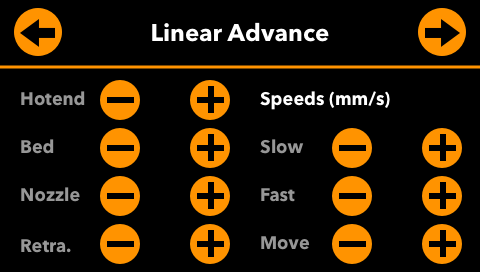 Linear Advance
Hotend
Speeds (mm/s)
Bed
Slow
Nozzle
Fast
Retra.
Move